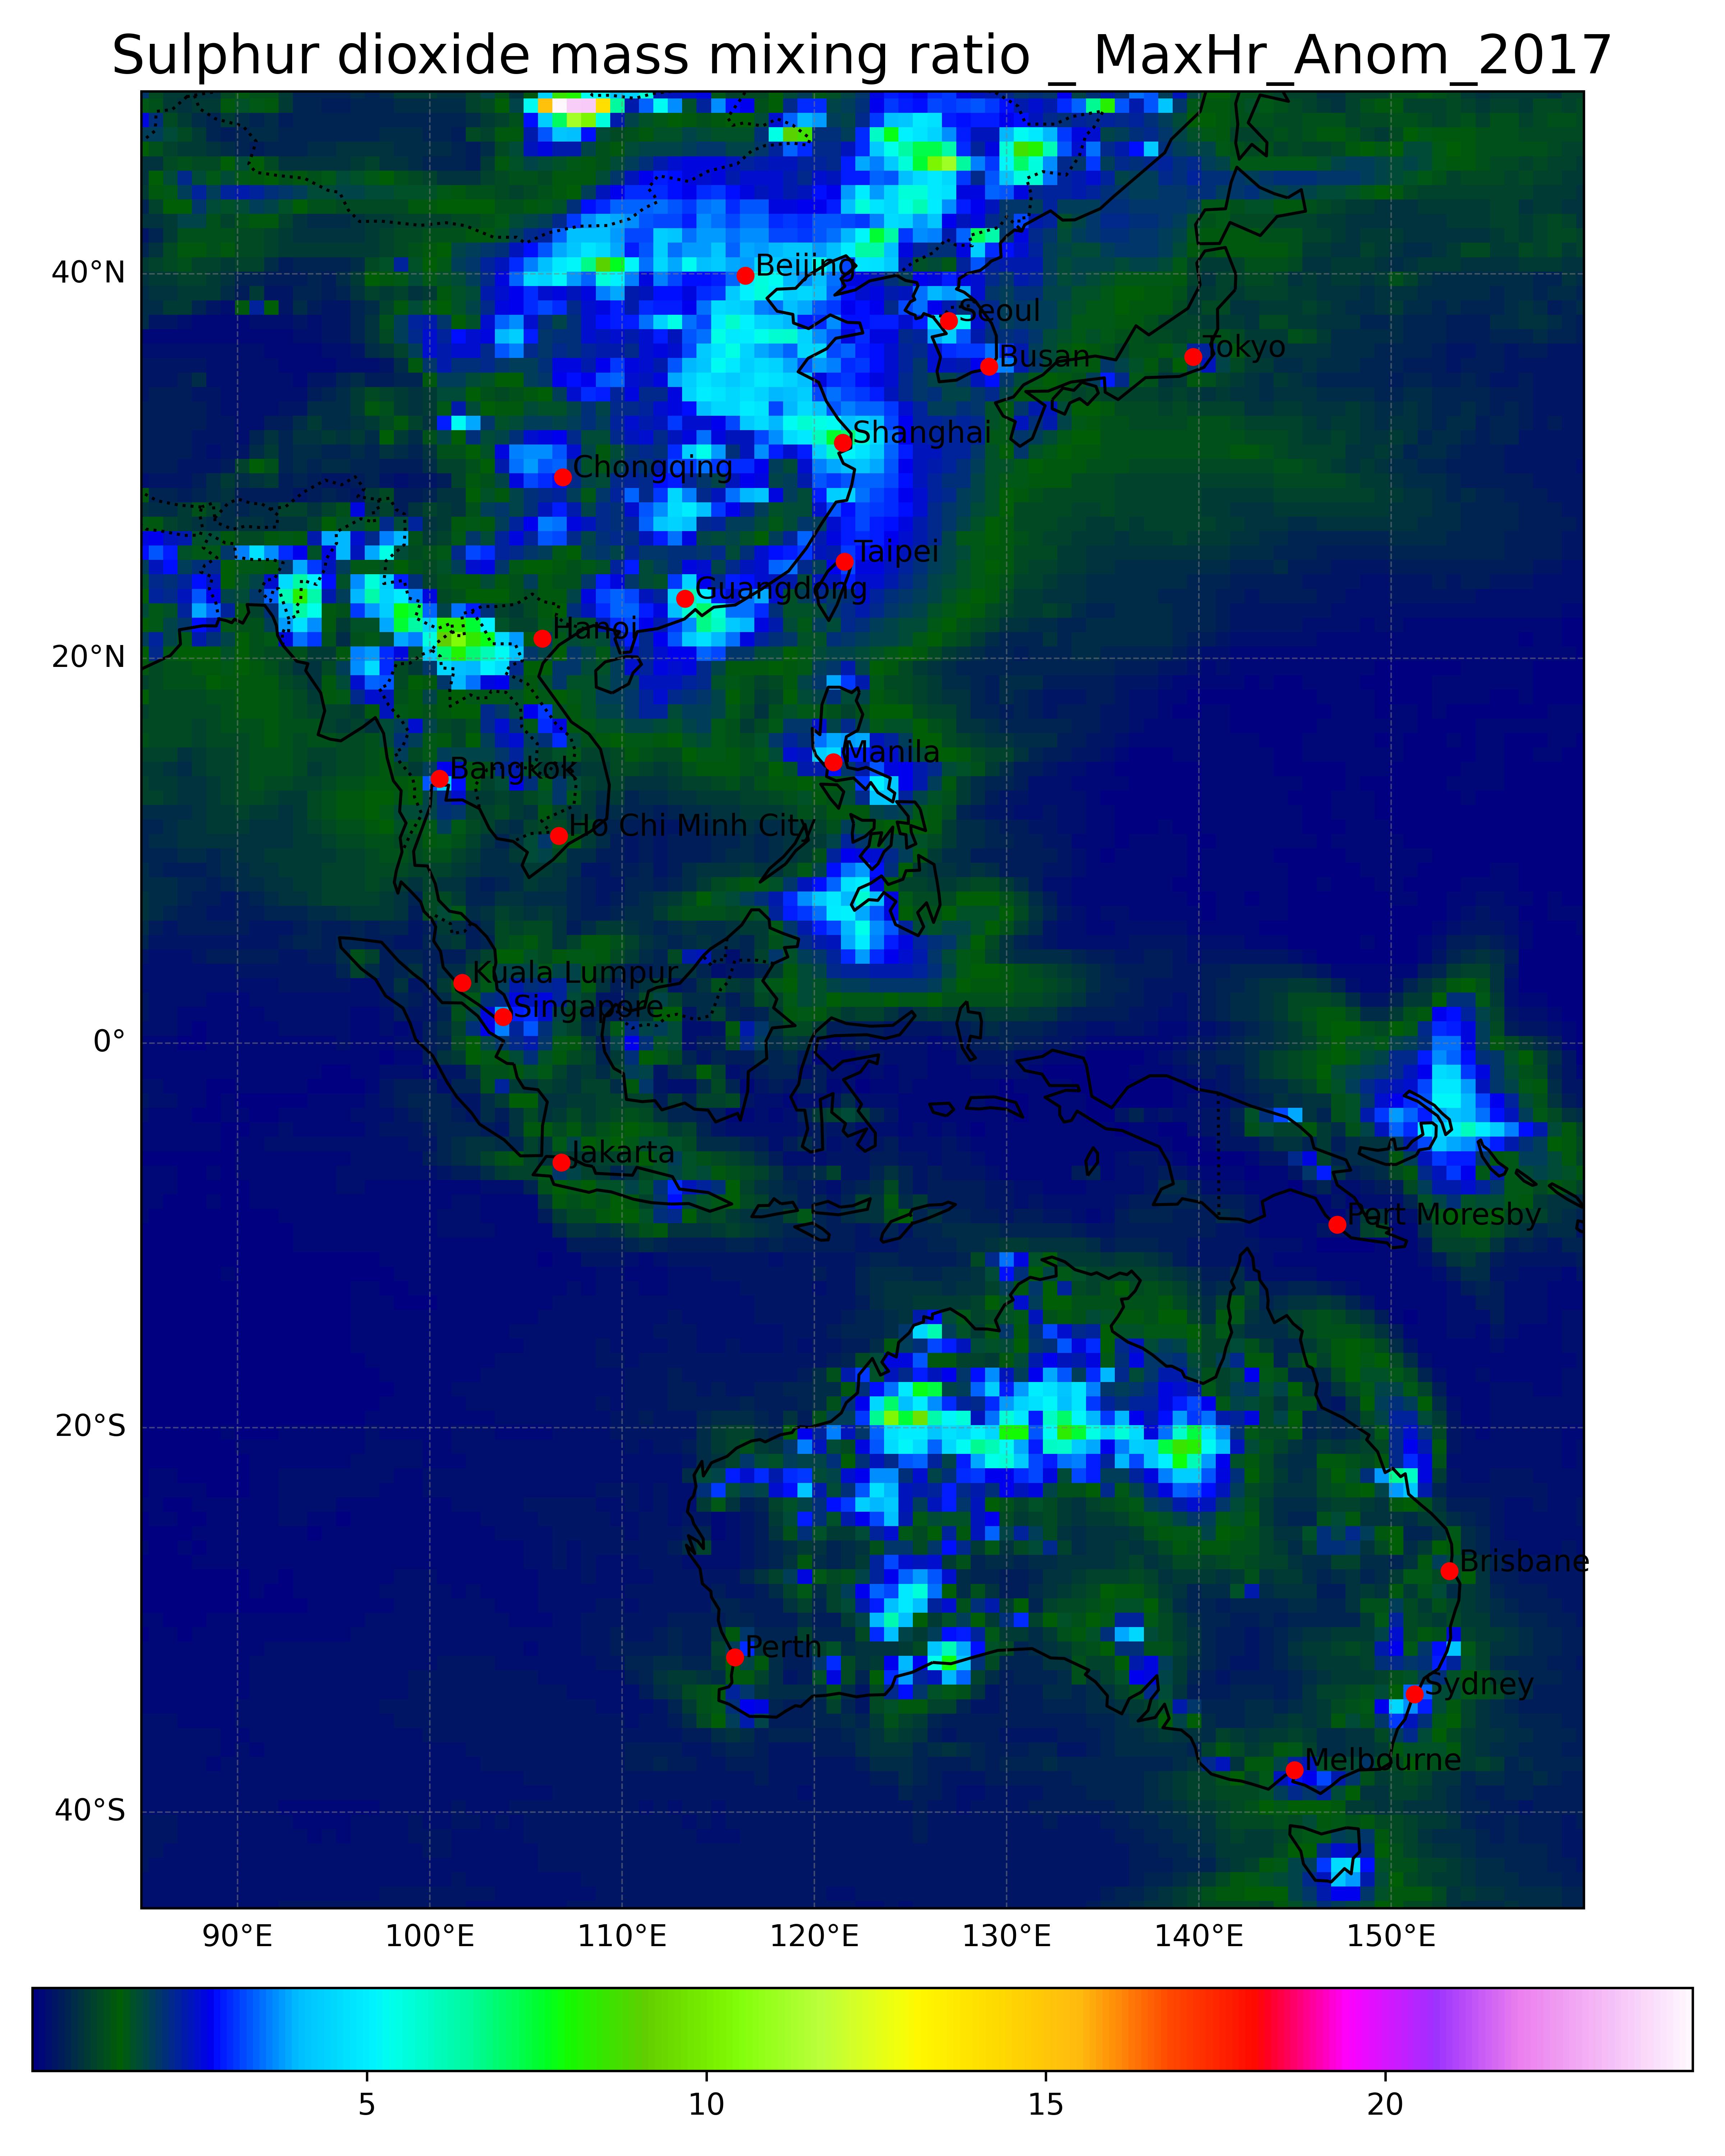 Sulphur dioxide mass mixing ratio _ MaxHr_Anom_2017
40°N
Beijing
Seoul
Tokyo
Busan
Shanghai
Chongqing
Taipei
Guangdong
Hanoi
20°N
Manila
Bangkok
Ho Chi Minh City
Kuala Lumpur
Singapore
0°
Jakarta
Port Moresby
20°S
Brisbane
Perth
Sydney
Melbourne
40°S
90°E 100°E 110°E 120°E 130°E 140°E 150°E
5 10 15 20